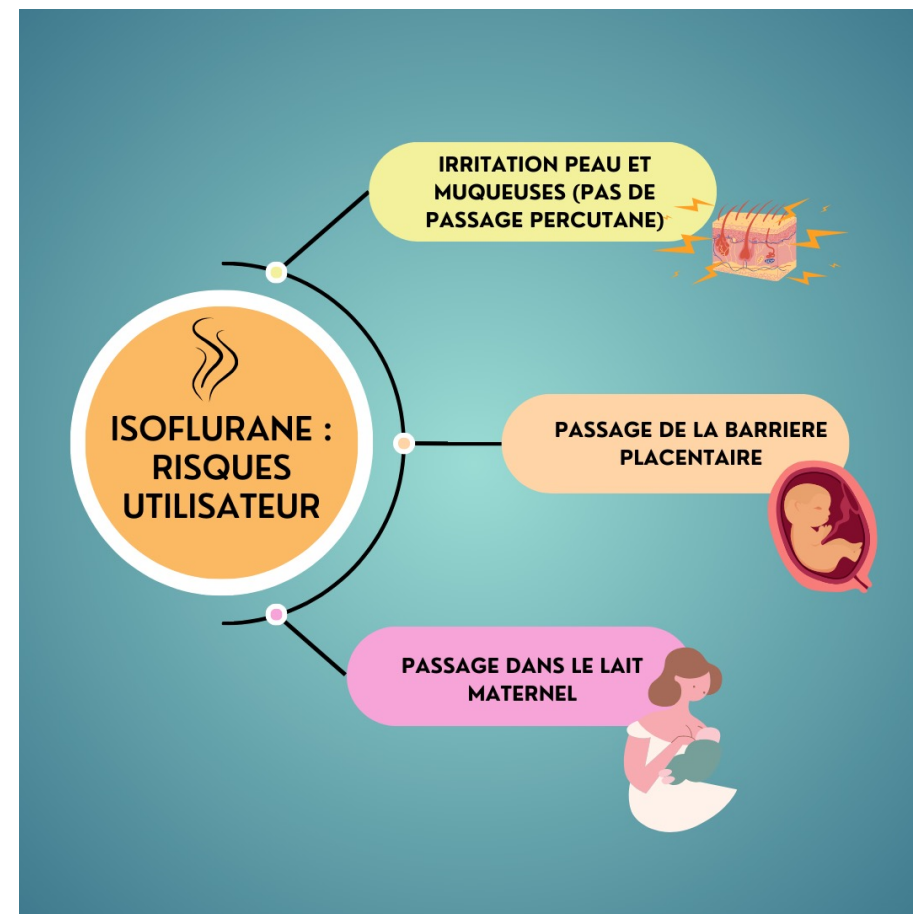 IRRITATION PEAU ET
MUQUEUSES (PAS DE
PASSAGE PERCUTANE)
ISOFLURANE :
RISQUES
UTILISATEUR
PASSAGE DE LA BARRIERE
PLACENTAIRE
PASSAGE DANS LE LAIT
MATERNEL